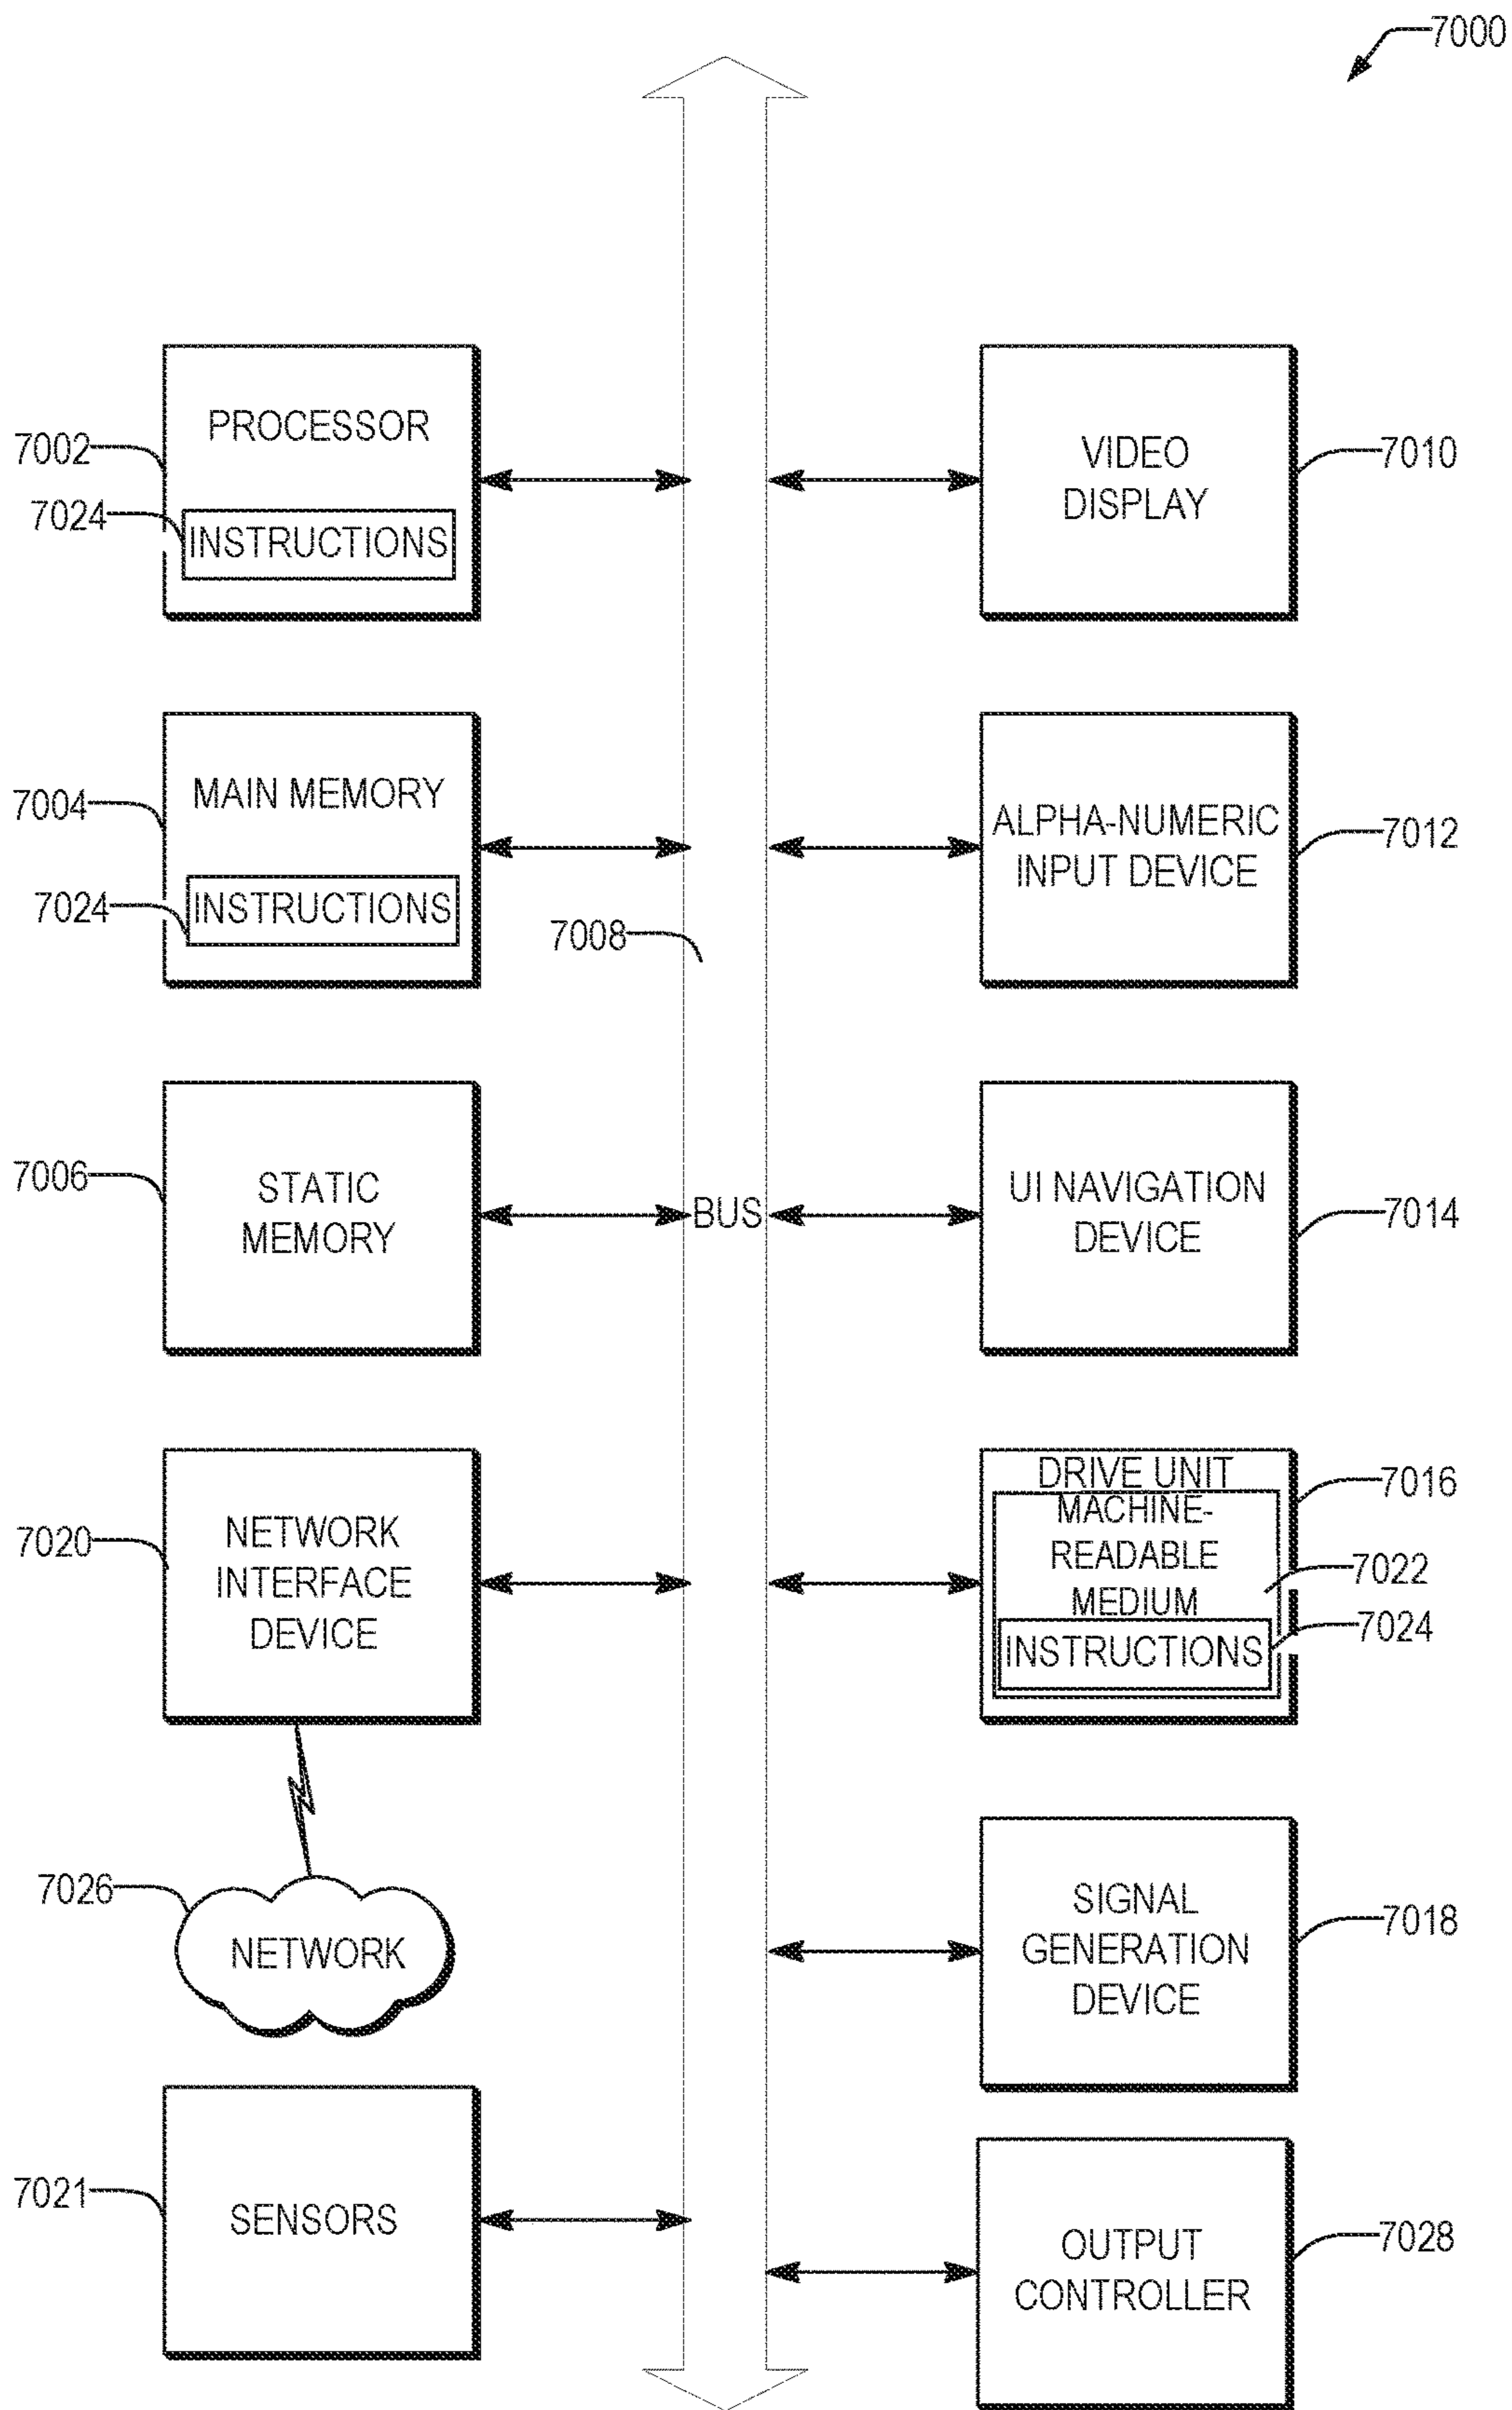 7000
PROCESSOR
7002
7024
INSTRUCTIONS
VIDEO
DISPLAY
7010
MAIN MEMORY
7004
7024
INSTRUCTIONS
7008
ALPHA-NUMERIC
INPUT DEVICE
7012
7006
STATIC
MEMORY
BUS
UI NAVIGATION
DEVICE
7014
7020
NETWORK
INTERFACE
DEVICE
DRIVE UNIT
7016
MACHINE-
READABLE
MEDIUM
7022
INSTRUCTIONS
7024
7026
NETWORK
SIGNAL
GENERATION
DEVICE
7018
7021
SENSORS
OUTPUT
CONTROLLER
7028